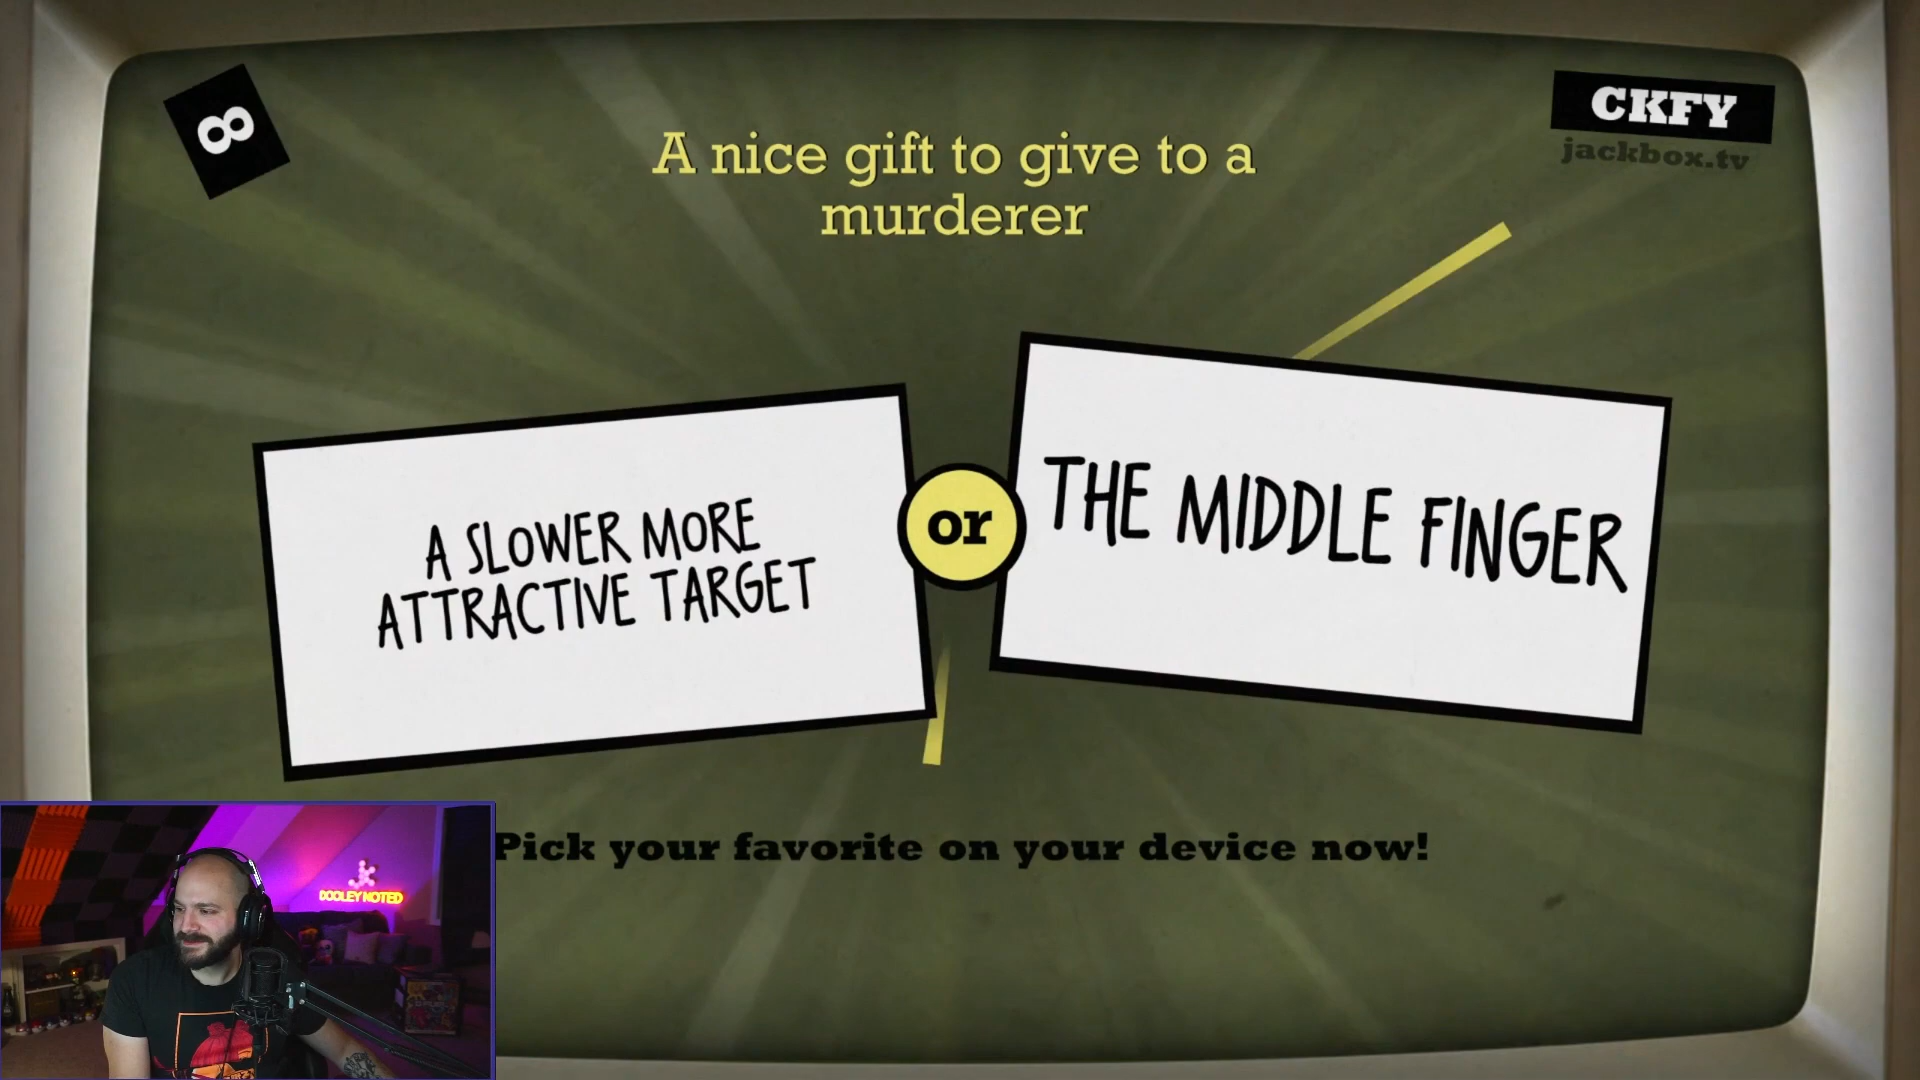 8
CKFY
jackbox.tv
A nice gift to give to a
murderer
A SLOWER MORE
ATTRACTIVE TARGET
or
THE MIDDLE FINGER
Pick your favorite on your device now!
DOOLEY NOTED